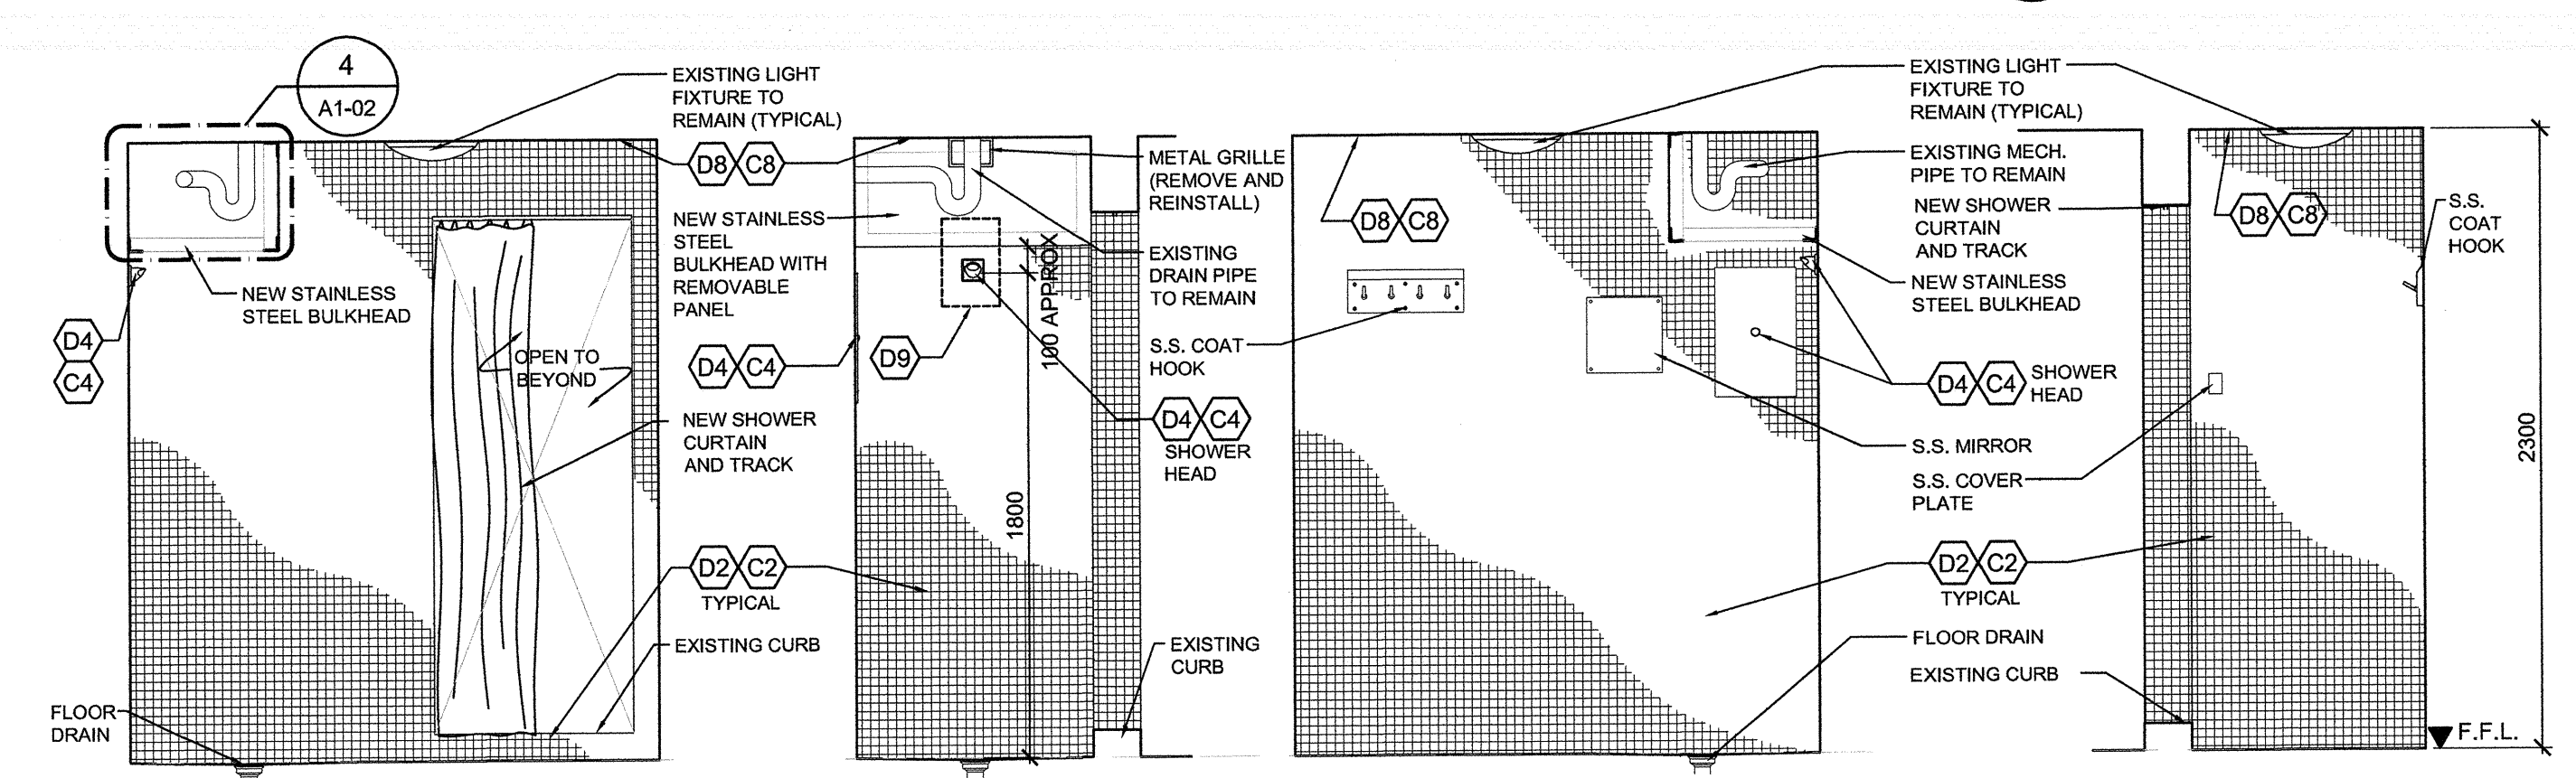 4
A1-02
EXISTING LIGHT
FIXTURE TO
REMAIN (TYPICAL)
D8 C8
NEW STAINLESS
STEEL
BULKHEAD WITH
REMOVABLE
PANEL
NEW STAINLESS
STEEL BULKHEAD
D4
C4
OPEN TO
BEYOND
D4 C4
NEW SHOWER
CURTAIN
AND TRACK
D2 C2
TYPICAL
EXISTING CURB
FLOOR
DRAIN
METAL GRILLE
(REMOVE AND
REINSTALL)
EXISTING
DRAIN PIPE
TO REMAIN
100 APPROX
D9
S.S. COAT
HOOK
D4 C4
SHOWER
HEAD
1800
EXISTING
CURB
D8 C8
EXISTING LIGHT
FIXTURE TO
REMAIN (TYPICAL)
EXISTING MECH.
PIPE TO REMAIN
NEW SHOWER
CURTAIN
AND TRACK
NEW STAINLESS
STEEL BULKHEAD
D4 C4 SHOWER
HEAD
S.S. MIRROR
S.S. COVER
PLATE
D2 C2
TYPICAL
FLOOR DRAIN
EXISTING CURB
D8 C8
S.S.
COAT
HOOK
2300
F.F.L.